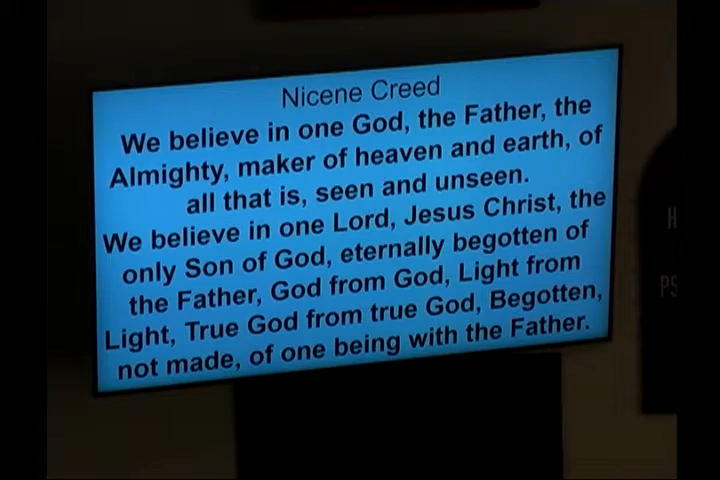 Nicene Creed
We believe in one God, the Father, the
Almighty, maker of heaven and earth, of
all that is, seen and unseen.
We believe in one Lord, Jesus Christ, the
only Son of God, eternally begotten of
the Father, God from God, Light from
Light, True God from true God, Begotten,
not made, of one being with the Father.